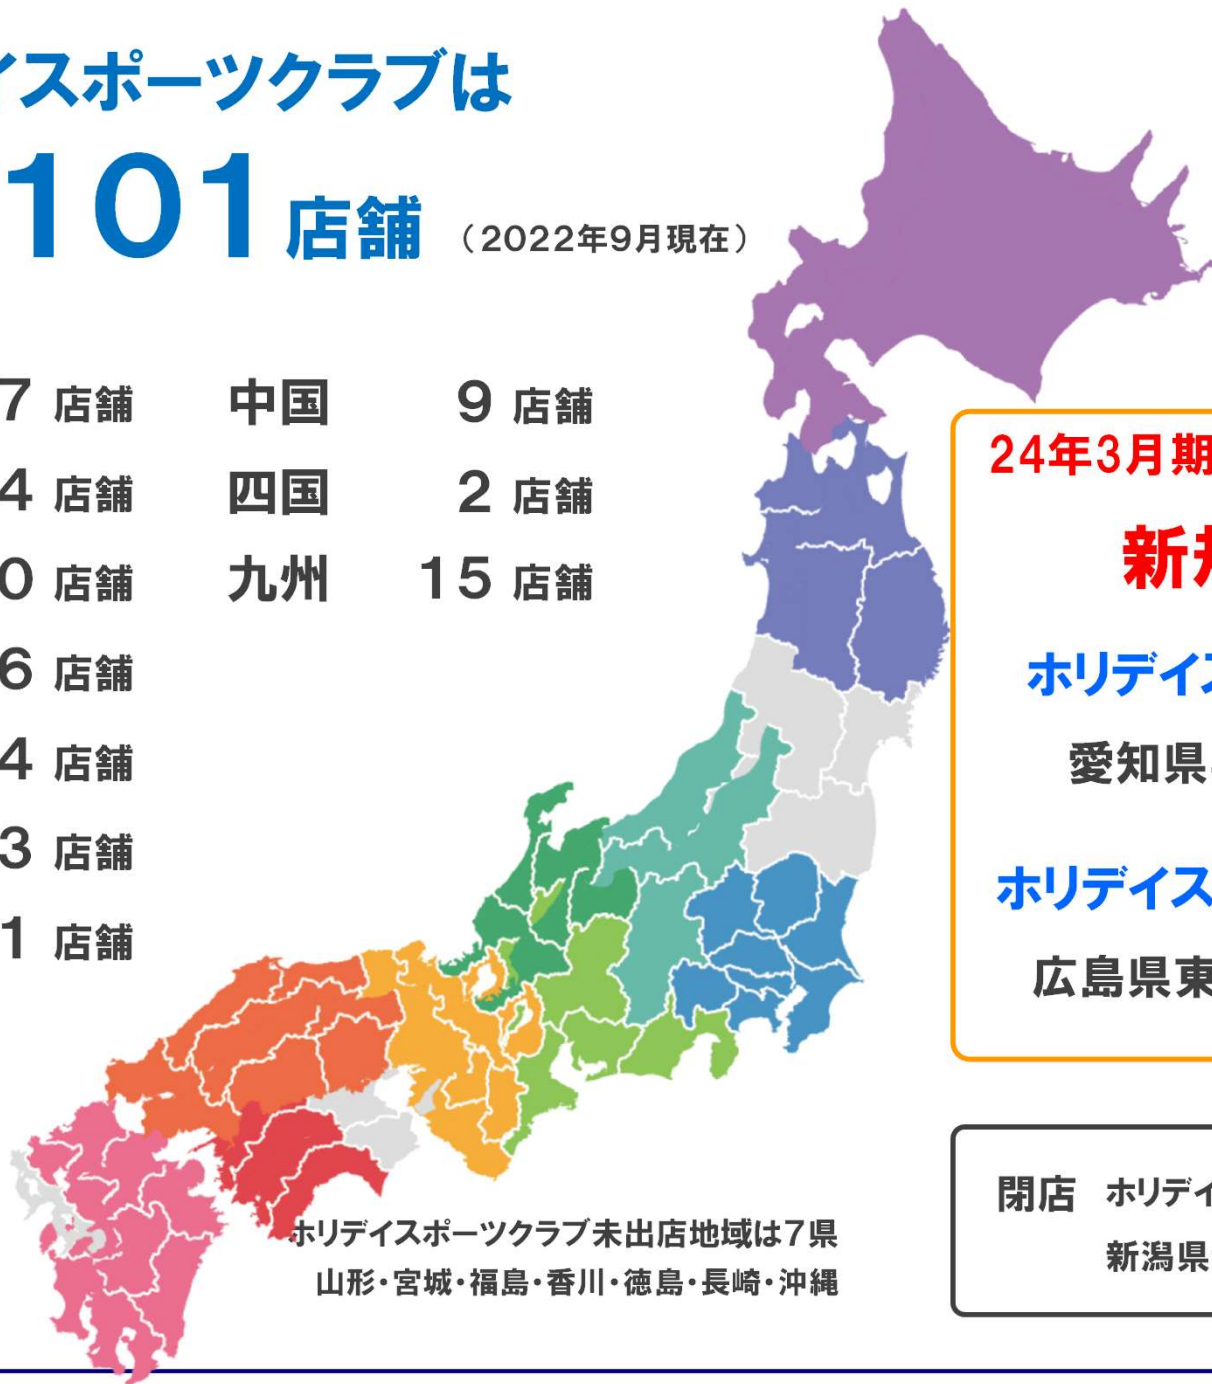 イスポーツクラブは
101店舗 （2022年9月現在）
7 店舗 中国 9 店舗
4 店舗 四国 2 店舗
0 店舗 九州 15 店舗
6 店舗
4 店舗
3 店舗
1 店舗
24年3月期
新規
ホリデイス
愛知県
ホリデイス
広島県東
閉店 ホリデイ
新潟県
ホリデイスポーツクラブ未出店地域は7県
山形・宮城・福島・香川・徳島・長崎・沖縄